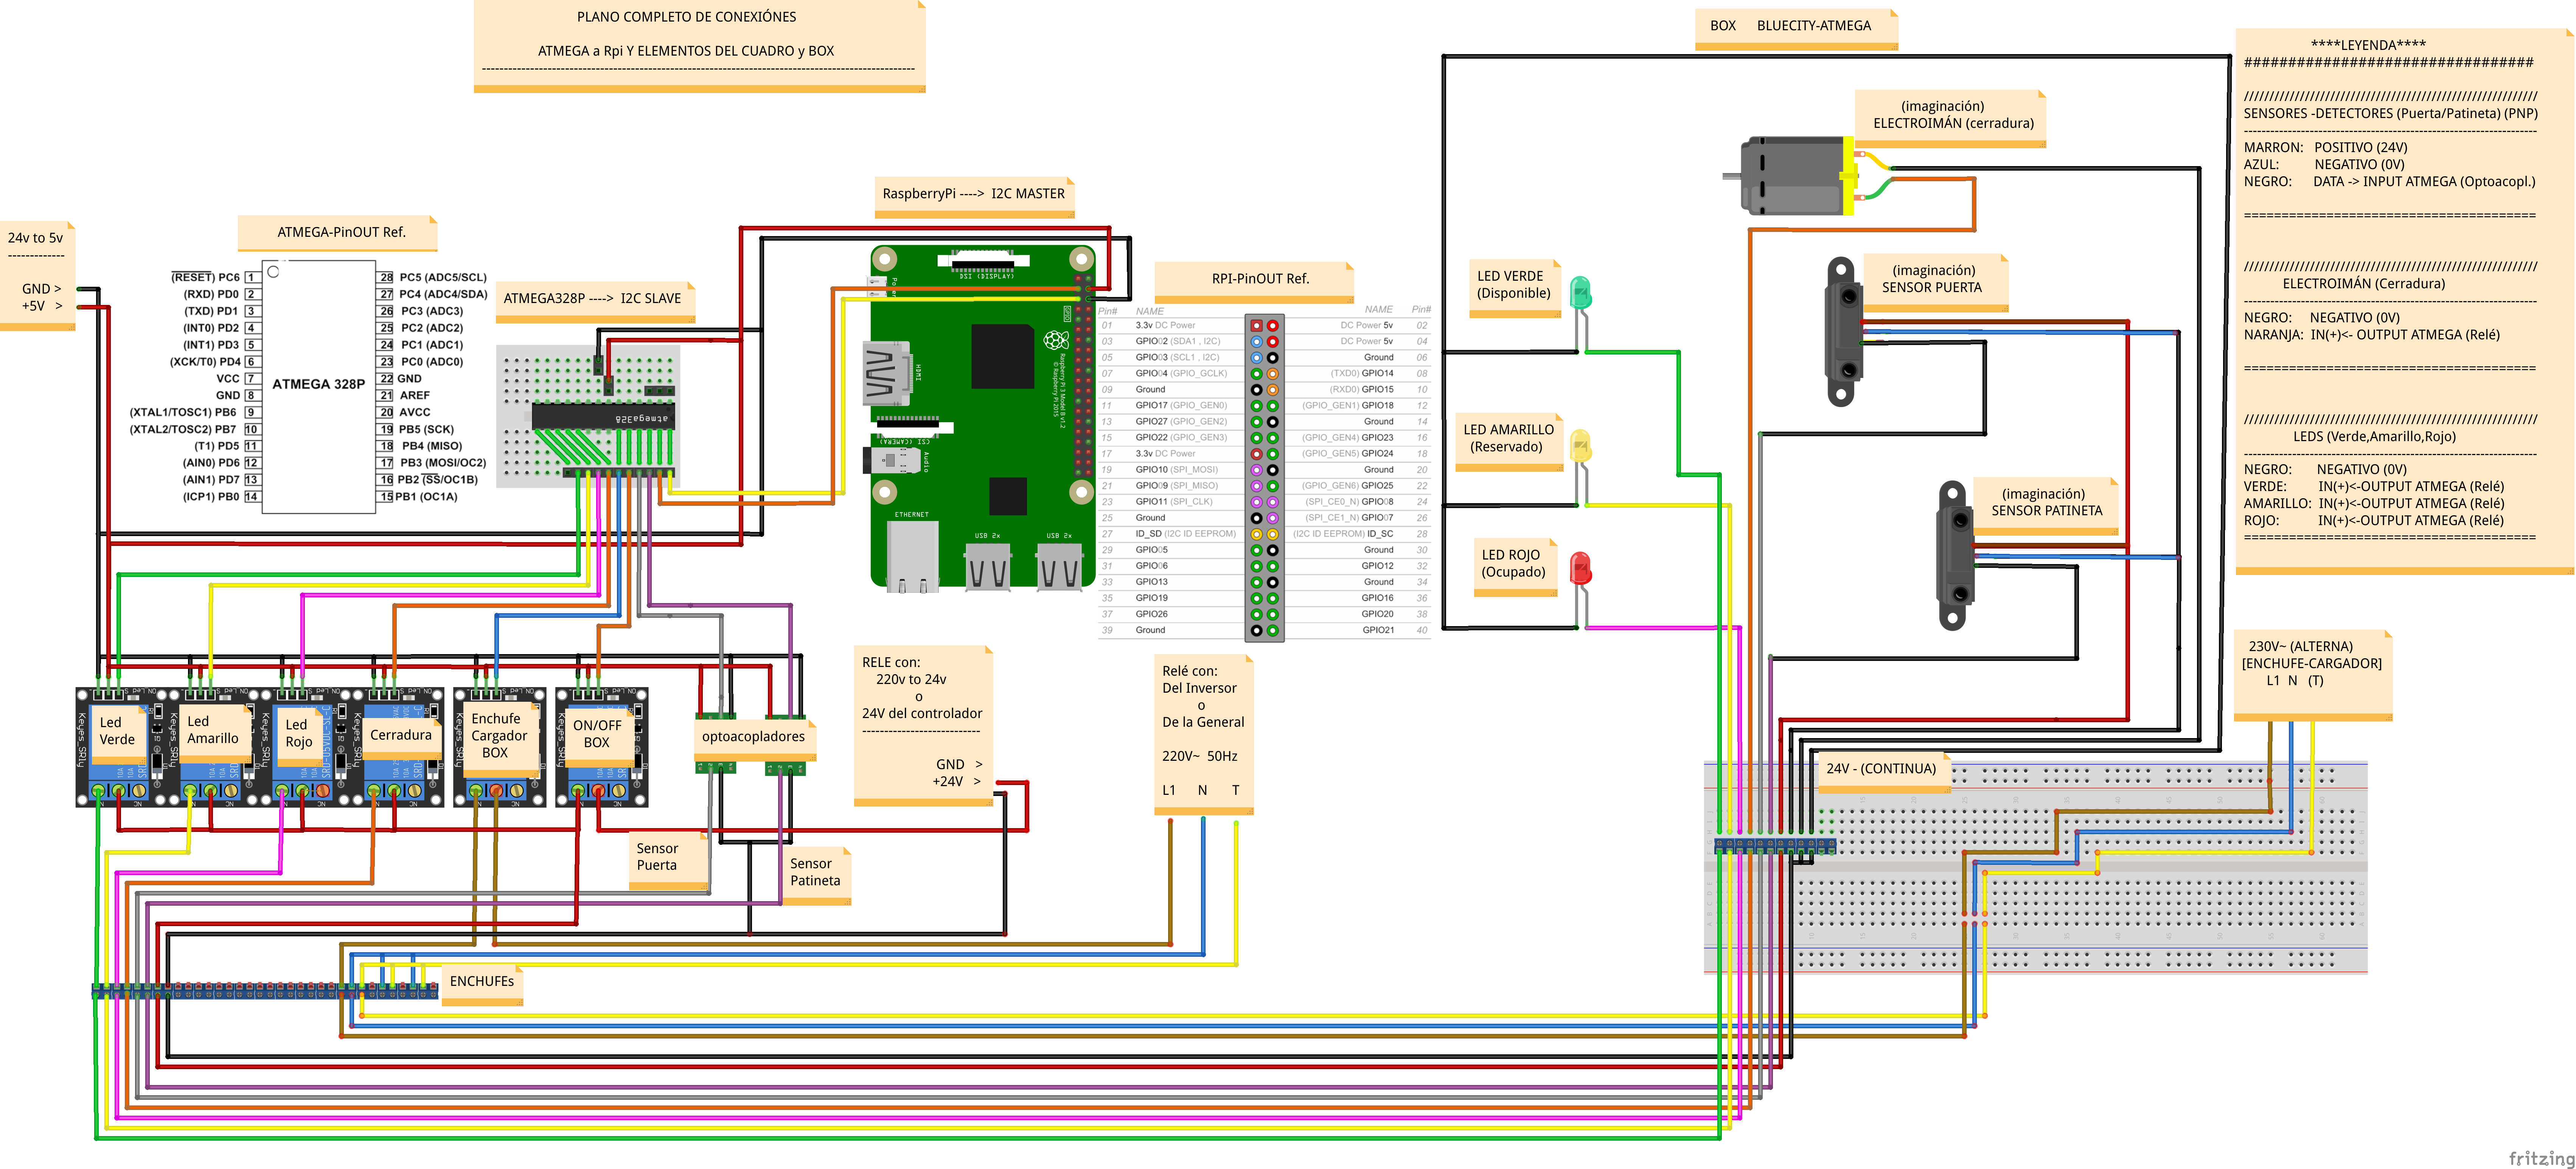 PLANO COMPLETO DE CONEXIÓNES
ATMEGA a Rpi Y ELEMENTOS DEL CUADRO y BOX
--------------------------------------------------------------------------------------------------
BOX BLUECITY-ATMEGA
****LEYENDA****
#################################
//////////////////////////////////////////////////////////
SENSORES -DETECTORES (Puerta/Patineta) (PNP)
------------------------------------------------------------------
MARRON: POSITIVO (24V)
AZUL: NEGATIVO (0V)
NEGRO: DATA -> INPUT ATMEGA (Optoacopl.)
=======================================
//////////////////////////////////////////////////////////
ELECTROIMÁN (Cerradura)
------------------------------------------------------------------
NEGRO: NEGATIVO (0V)
NARANJA: IN(+)<- OUTPUT ATMEGA (Relé)
=======================================
//////////////////////////////////////////////////////////
LEDS (Verde,Amarillo,Rojo)
------------------------------------------------------------------
NEGRO: NEGATIVO (0V)
VERDE: IN(+)<-OUTPUT ATMEGA (Relé)
AMARILLO: IN(+)<-OUTPUT ATMEGA (Relé)
ROJO: IN(+)<-OUTPUT ATMEGA (Relé)
=======================================
(imaginación)
ELECTROIMÁN (cerradura)
(imaginación)
SENSOR PUERTA
(imaginación)
SENSOR PATINETA
LED VERDE
(Disponible)
LED AMARILLO
(Reservado)
LED ROJO
(Ocupado)
24v to 5v
-------------
GND >
+5V >
ATMEGA-PinOUT Ref.
(RESET) PC6 1 28 PC5 (ADC5/SCL)
(RXD) PD0 2 27 PC4 (ADC4/SDA)
(TXD) PD1 3 26 PC3 (ADC3)
(INT0) PD2 4 25 PC2 (ADC2)
(INT1) PD3 5 24 PC1 (ADC1)
(XCK/T0) PD4 6 23 PC0 (ADC0)
VCC 7 22 GND
ATMEGA 328P
GND 8 21 AREF
(XTAL1/TOSC1) PB6 9 20 AVCC
(XTAL2/TOSC2) PB7 10 19 PB5 (SCK)
(T1) PD5 11 18 PB4 (MISO)
(AIN0) PD6 12 17 PB3 (MOSI/OC2)
(AIN1) PD7 13 16 PB2 (SS/OC1B)
(ICP1) PB0 14 15 PB1 (OC1A)
ATMEGA328P ----> I2C SLAVE
atmega328
RaspberryPi ----> I2C MASTER
DSI (DISPLAY)
Power
GPIO
HDMI
Raspberry Pi 3 Model B V1.2
© Raspberry Pi 2015
CSI (CAMERA)
Audio
ETHERNET
USB 2x
USB 2x
RPI-PinOUT Ref.
Pin# NAME NAME Pin#
01 3.3v DC Power DC Power 5v 02
03 GPIO02 (SDA1 , I2C) DC Power 5v 04
05 GPIO03 (SCL1 , I2C) Ground 06
07 GPIO04 (GPIO_GCLK) (TXD0) GPIO14 08
09 Ground (RXD0) GPIO15 10
11 GPIO17 (GPIO_GEN0) (GPIO_GEN1) GPIO18 12
13 GPIO27 (GPIO_GEN2) Ground 14
15 GPIO22 (GPIO_GEN3) (GPIO_GEN4) GPIO23 16
17 3.3v DC Power (GPIO_GEN5) GPIO24 18
19 GPIO10 (SPI_MOSI) Ground 20
21 GPIO09 (SPI_MISO) (GPIO_GEN6) GPIO25 22
23 GPIO11 (SPI_CLK) (SPI_CE0_N) GPIO08 24
25 Ground (SPI_CE1_N) GPIO07 26
27 ID_SD (I2C ID EEPROM) (I2C ID EEPROM) ID_SC 28
29 GPIO05 Ground 30
31 GPIO06 GPIO12 32
33 GPIO13 Ground 34
35 GPIO19 GPIO16 36
37 GPIO26 GPIO20 38
39 Ground GPIO21 40
Led
Verde
Led
Amarillo
Led
Rojo
Cerradura
Enchufe
Cargador
BOX
ON/OFF
BOX
optoacopladores
Sensor
Puerta
Sensor
Patineta
RELE con:
220v to 24v
o
24V del controlador
--------------------------
GND >
+24V >
Relé con:
Del Inversor
o
De la General
220V~ 50Hz
L1 N T
230V~ (ALTERNA)
[ENCHUFE-CARGADOR]
L1 N (T)
24V - (CONTINUA)
ENCHUFEs
fritzing